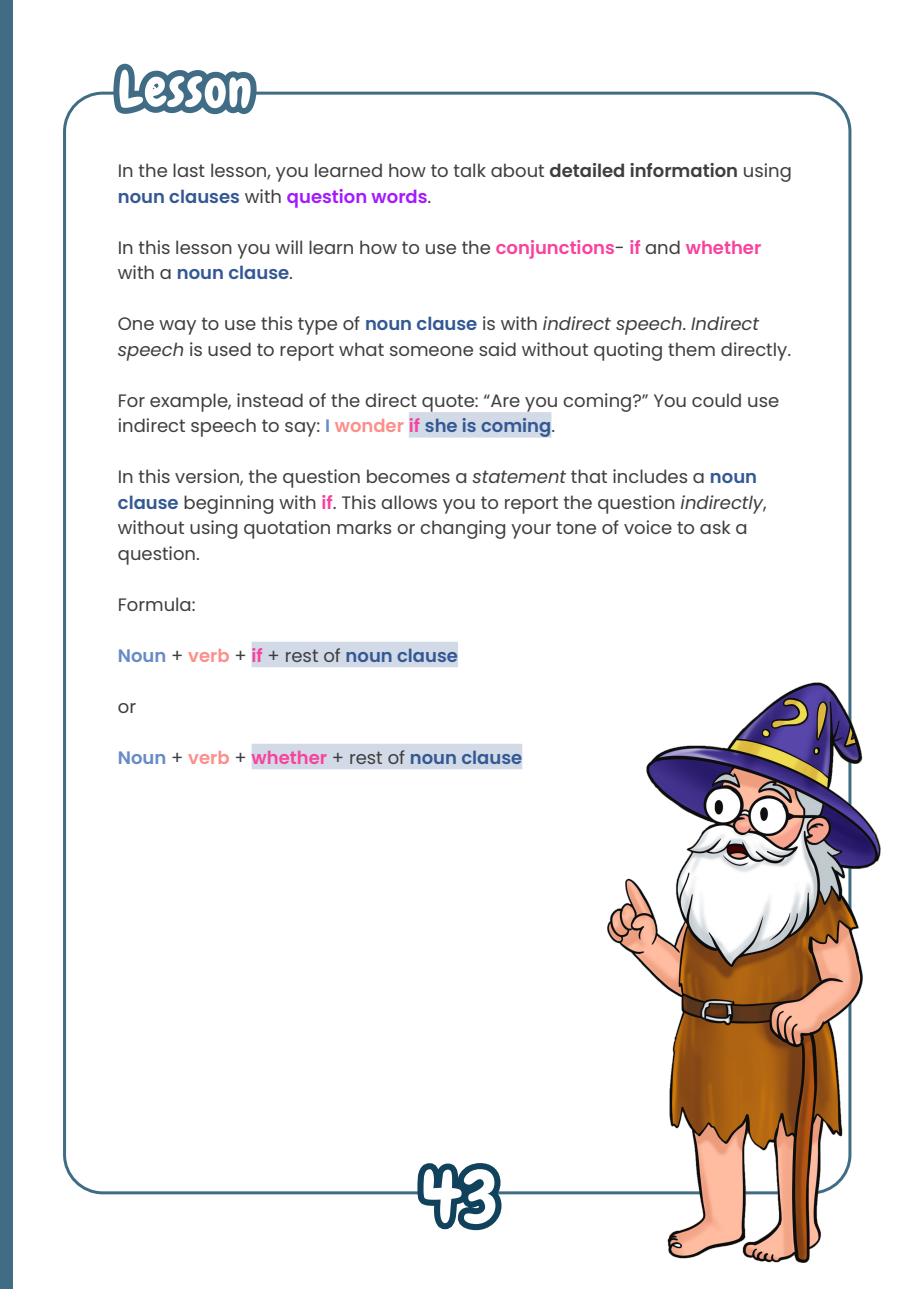 Lesson
In the last lesson, you learned how to talk about detailed information using
noun clauses with question words.
In this lesson you will learn how to use the conjunctions- if and whether
with a noun clause.
One way to use this type of noun clause is with indirect speech. Indirect
speech is used to report what someone said without quoting them directly.
For example, instead of the direct quote: “Are you coming?” You could use
indirect speech to say: I wonder if she is coming.
In this version, the question becomes a statement that includes a noun
clause beginning with if. This allows you to report the question indirectly,
without using quotation marks or changing your tone of voice to ask a
question.
Formula:
Noun + verb + if + rest of noun clause
or
Noun + verb + whether + rest of noun clause
?!
43